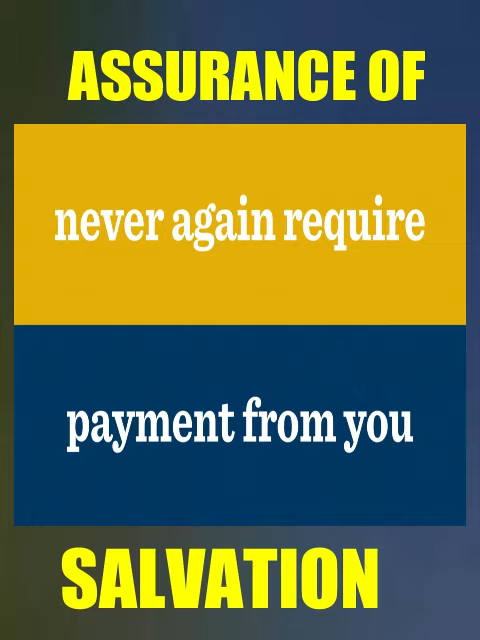 ASSURANCE OF
never again require
payment from you
SALVATION